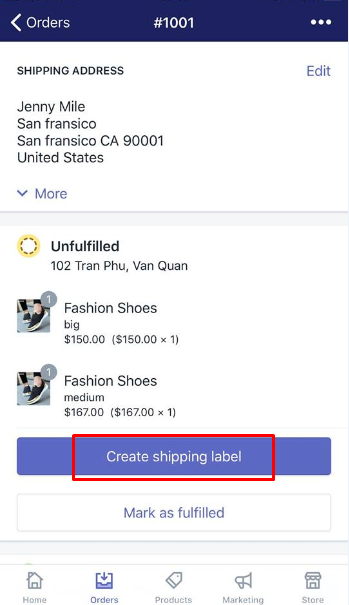 Orders
#1001
SHIPPING ADDRESS
Edit
Jenny Mile
San fransico
San fransico CA 90001
United States
More
Unfulfilled
102 Tran Phu, Van Quan
1
Fashion Shoes
big
$150.00 ($150.00 × 1)
1
Fashion Shoes
medium
$167.00 ($167.00 × 1)
Create shipping label
Mark as fulfilled
Home
Orders
Products
Marketing
Store